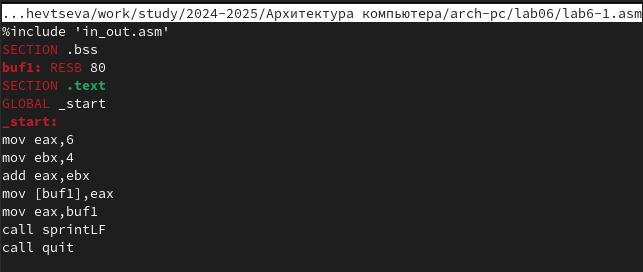 ...hevtseva/work/study/2024-2025/Архитектура компьютера/arch-pc/lab06/lab6-1.asm
%include 'in_out.asm'
SECTION .bss
buf1: RESB 80
SECTION .text
GLOBAL _start
_start:
mov eax,6
mov ebx,4
add eax,ebx
mov [buf1],eax
mov eax,buf1
call sprintLF
call quit